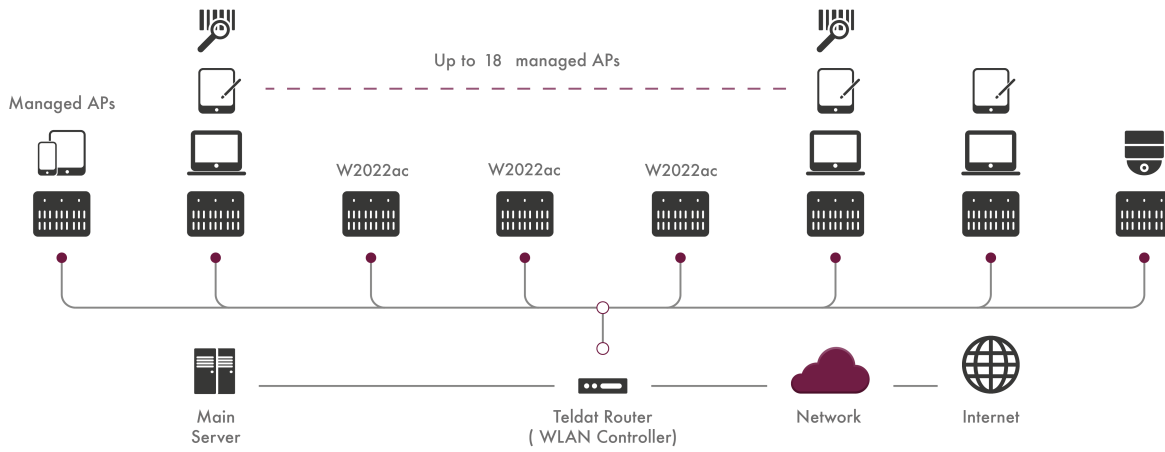 Up to 18 managed APs
Managed APs
W2022ac
W2022ac
W2022ac
Main
Server
Teldat Router
( WLAN Controller)
Network
Internet